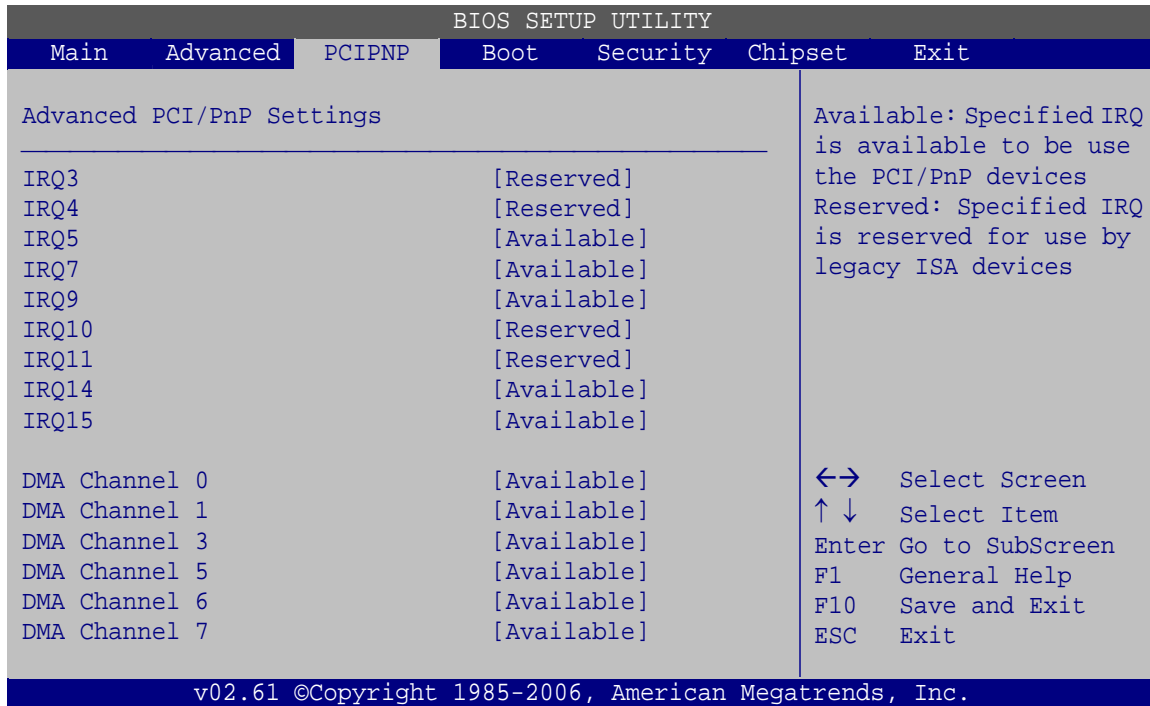 BIOS SETUP UTILITY
Main Advanced PCIPNP Boot Security Chipset Exit
Advanced PCI/PnP Settings
IRQ3 [Reserved]
IRQ4 [Reserved]
IRQ5 [Available]
IRQ7 [Available]
IRQ9 [Available]
IRQ10 [Reserved]
IRQ11 [Reserved]
IRQ14 [Available]
IRQ15 [Available]
DMA Channel 0 [Available]
DMA Channel 1 [Available]
DMA Channel 3 [Available]
DMA Channel 5 [Available]
DMA Channel 6 [Available]
DMA Channel 7 [Available]
Available: Specified IRQ
is available to be use
the PCI/PnP devices
Reserved: Specified IRQ
is reserved for use by
legacy ISA devices
←→ Select Screen
↑ ↓ Select Item
Enter Go to SubScreen
F1 General Help
F10 Save and Exit
ESC Exit
v02.61 ©Copyright 1985-2006, American Megatrends, Inc.